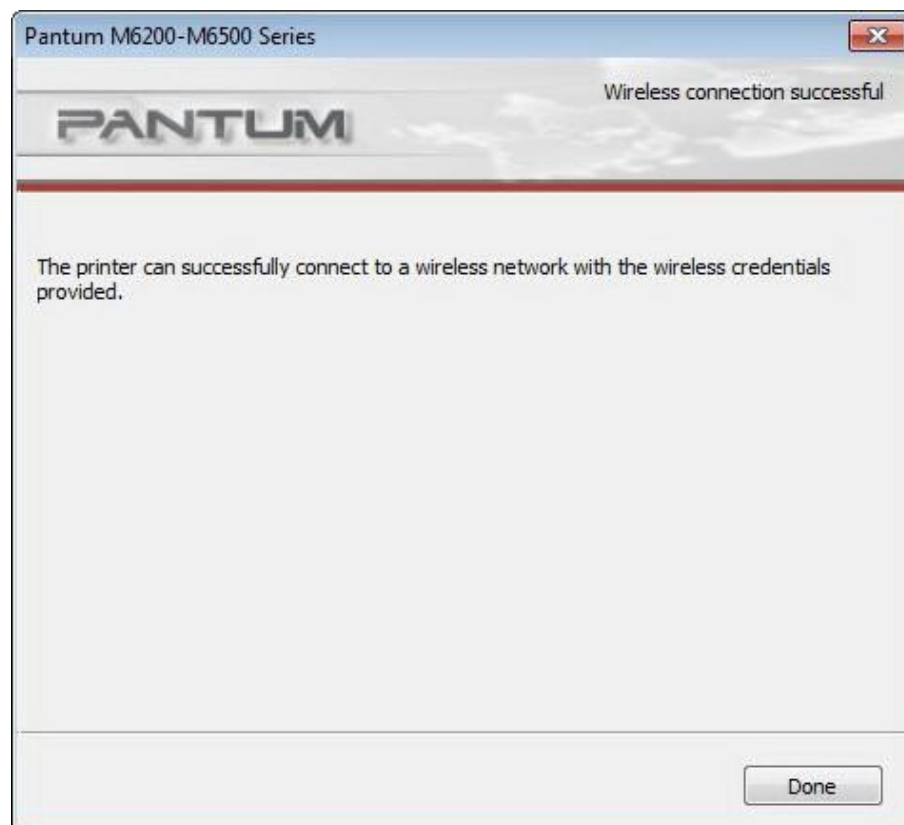 Pantum M6200-M6500 Series
Wireless connection successful
PANTUM
The printer can successfully connect to a wireless network with the wireless credentials
provided.
Done